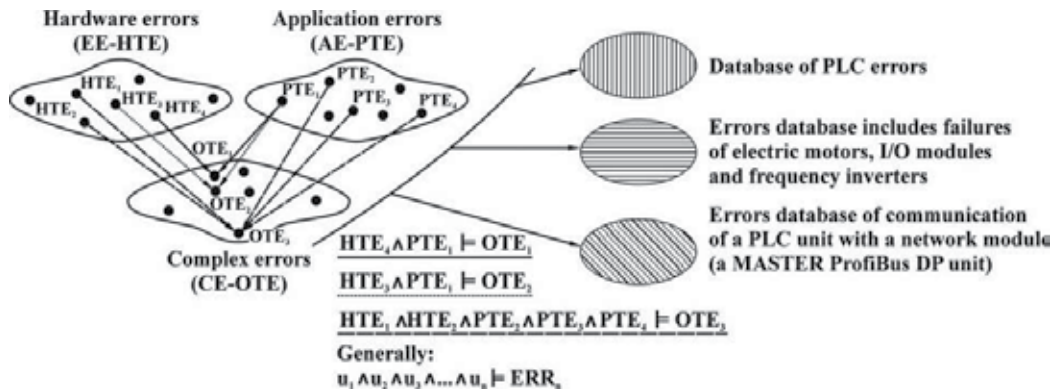 Hardware errors
(EE-HTE)
Application errors
(AE-PTE)
HTE₁
HTE₂
HTE₃
HTE₄
PTE₁
PTE₂
PTE₃
PTE₄
OTE₁
OTE₂
OTE₃
Complex errors
(CE-OTE)
Database of PLC errors
Errors database includes failures
of electric motors, I/O modules
and frequency inverters
Errors database of communication
of a PLC unit with a network module
(a MASTER ProfiBus DP unit)
HTE₄∧PTE₁ ⊨ OTE₁
HTE₃∧PTE₁ ⊨ OTE₂
HTE₁∧HTE₂∧PTE₂∧PTE₃∧PTE₄ ⊨ OTE₃
Generally:
u₁∧u₂∧u₃∧...∧uₙ ⊨ ERRₙ